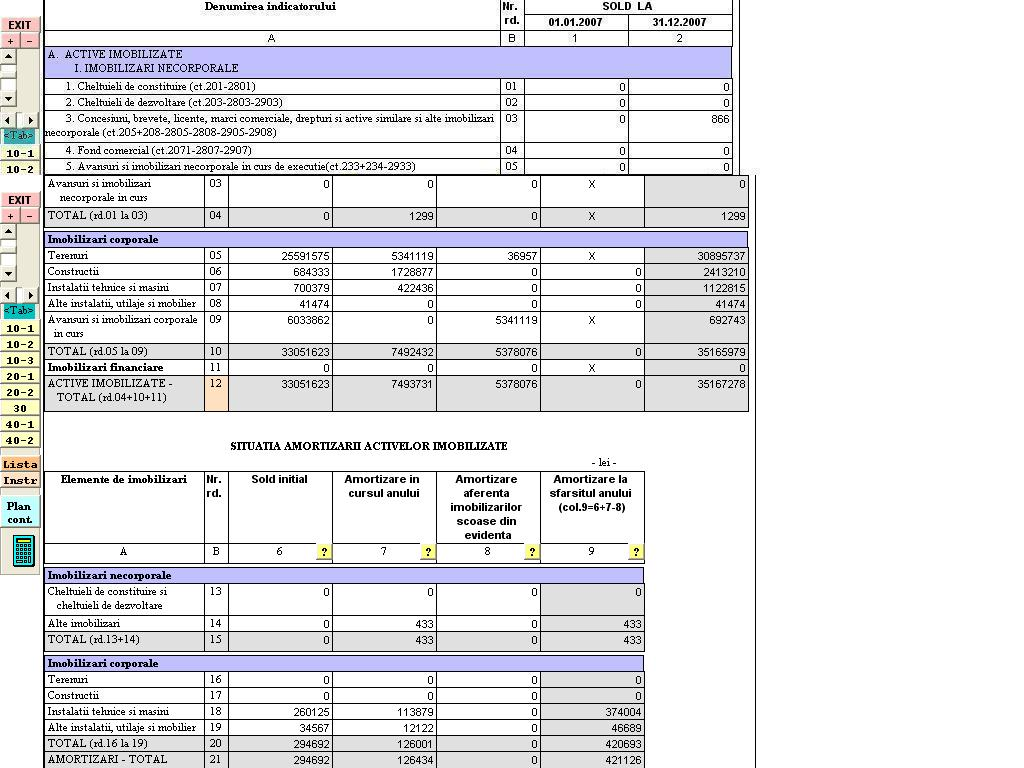 Denumirea indicatorului Nr. rd. SOLD LA
01.01.2007 31.12.2007
A B 1 2
A. ACTIVE IMOBILIZATE
I. IMOBILIZARI NECORPORALE
1. Cheltuieli de constituire (ct.201-2801) 01 0 0
2. Cheltuieli de dezvoltare (ct.203-2803-2903) 02 0 0
3. Concesiuni, brevete, licente, marci comerciale, drepturi si active similare si alte imobilizari 03 0 866
necorporale (ct.205+208-2805-2808-2905-2908)
4. Fond comercial (ct.2071-2807-2907) 04 0 0
5. Avansuri si imobilizari necorporale in curs de executie(ct.233+234-2933) 05 0 0
EXIT
+ -
<Tab>
10-1
10-2
Avansuri si imobilizari 03 0 0 0 X 0
necorporale in curs
TOTAL (rd.01 la 03) 04 0 1299 0 X 1299
Imobilizari corporale
Terenuri 05 25591575 5341119 36957 X 30895737
Constructii 06 684333 1728877 0 0 2413210
Instalatii tehnice si masini 07 700379 422436 0 0 1122815
Alte instalatii, utilaje si mobilier 08 41474 0 0 0 41474
Avansuri si imobilizari corporale 09 6033862 0 5341119 X 692743
in curs
TOTAL (rd.05 la 09) 10 33051623 7492432 5378076 0 35165979
Imobilizari financiare 11 0 0 0 X 0
ACTIVE IMOBILIZATE - 12 33051623 7493731 5378076 0 35167278
TOTAL (rd.04+10+11)
EXIT
+ -
<Tab>
10-1
10-2
10-3
20-1
20-2
30
40-1
40-2
Lista
Instr
Plan
cont.
SITUATIA AMORTIZARII ACTIVELOR IMOBILIZATE
- lei -
Elemente de imobilizari Nr. Sold initial Amortizare in Amortizare Amortizare la
rd. cursul anului aferenta sfarsitul anului
imobilizarilor (col.9=6+7-8)
scoase din
evidenta
A B 6 ? 7 ? 8 ? 9 ?
Imobilizari necorporale
Cheltuieli de constituire si 13 0 0 0 0
cheltuieli de dezvoltare
Alte imobilizari 14 0 433 0 433
TOTAL (rd.13+14) 15 0 433 0 433
Imobilizari corporale
Terenuri 16 0 0 0 0
Constructii 17 0 0 0 0
Instalatii tehnice si masini 18 260125 113879 0 374004
Alte instalatii, utilaje si mobilier 19 34567 12122 0 46689
TOTAL (rd.16 la 19) 20 294692 126001 0 420693
AMORTIZARI - TOTAL 21 294692 126434 0 421126